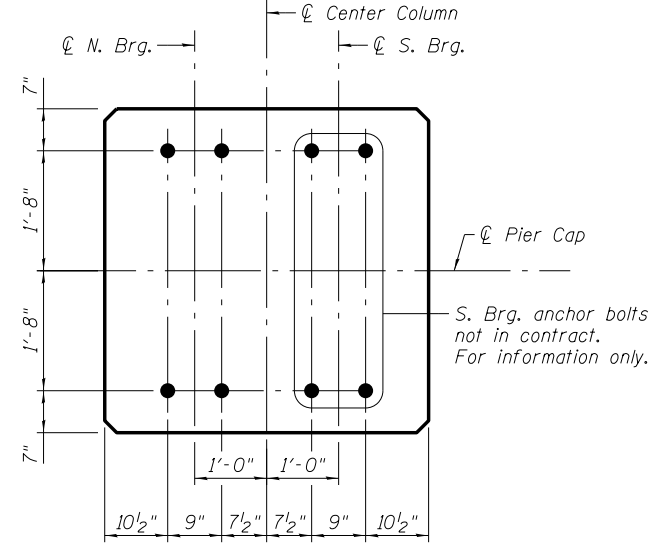 ℄ Center Column
℄ N. Brg.
℄ S. Brg.
7"
1'-8"
℄ Pier Cap
S. Brg. anchor bolts
not in contract.
For information only.
1'-8"
7"
1'-0" 1'-0"
10½" 9" 7½" 7½" 9" 10½"